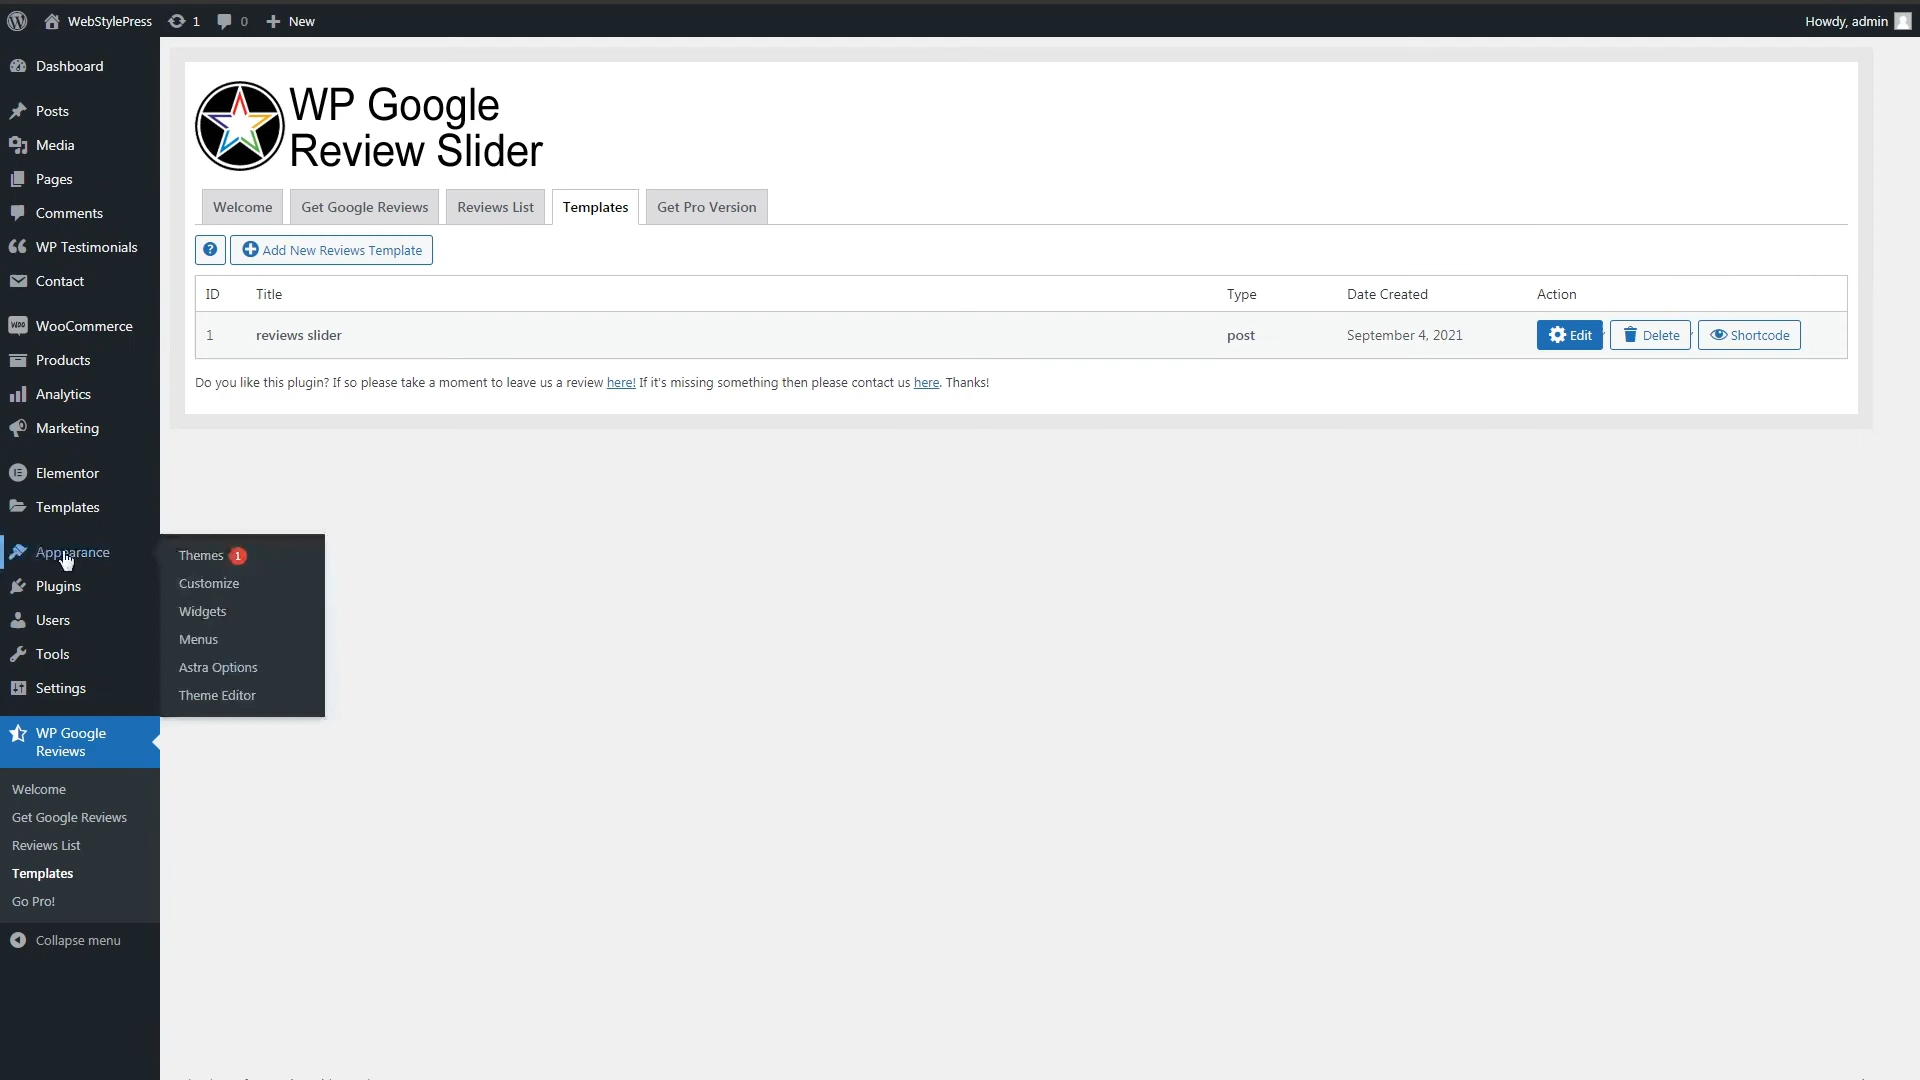 WebStylePress 1 0 New
Howdy, admin
Dashboard
Posts
Media
Pages
Comments
WP Testimonials
Contact
WooCommerce
Products
Analytics
Marketing
Elementor
Templates
Appearance
Plugins
Users
Tools
Settings
WP Google
Reviews
Welcome
Get Google Reviews
Reviews List
Templates
Go Pro!
Collapse menu
Themes 1
Customize
Widgets
Menus
Astra Options
Theme Editor
WP Google
Review Slider
Welcome Get Google Reviews Reviews List Templates Get Pro Version
? Add New Reviews Template
ID Title Type Date Created Action
1 reviews slider post September 4, 2021 Edit Delete Shortcode
Do you like this plugin? If so please take a moment to leave us a review here! If it's missing something then please contact us here. Thanks!